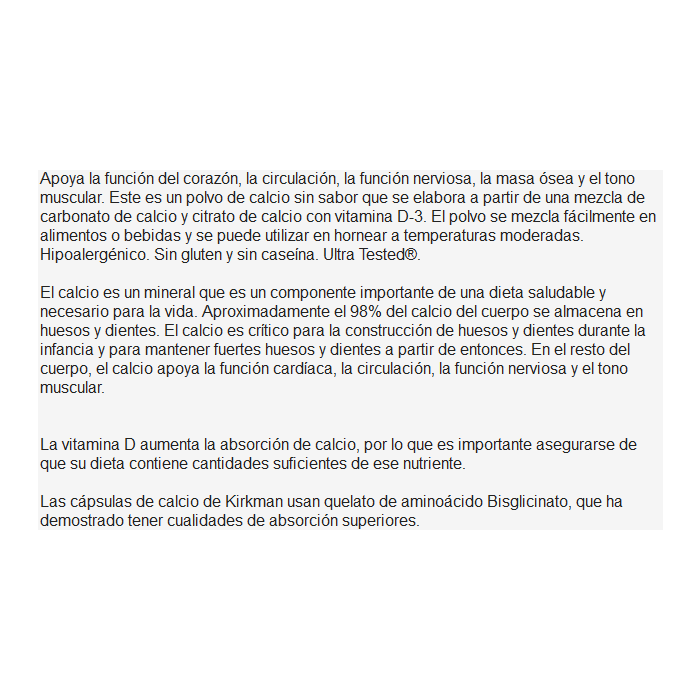 Apoya la función del corazón, la circulación, la función nerviosa, la masa ósea y el tono
muscular. Este es un polvo de calcio sin sabor que se elabora a partir de una mezcla de
carbonato de calcio y citrato de calcio con vitamina D-3. El polvo se mezcla fácilmente en
alimentos o bebidas y se puede utilizar en hornear a temperaturas moderadas.
Hipoalergénico. Sin gluten y sin caseína. Ultra Tested®.
El calcio es un mineral que es un componente importante de una dieta saludable y
necesario para la vida. Aproximadamente el 98% del calcio del cuerpo se almacena en
huesos y dientes. El calcio es crítico para la construcción de huesos y dientes durante la
infancia y para mantener fuertes huesos y dientes a partir de entonces. En el resto del
cuerpo, el calcio apoya la función cardíaca, la circulación, la función nerviosa y el tono
muscular.
La vitamina D aumenta la absorción de calcio, por lo que es importante asegurarse de
que su dieta contiene cantidades suficientes de ese nutriente.
Las cápsulas de calcio de Kirkman usan quelato de aminoácido Bisglicinato, que ha
demostrado tener cualidades de absorción superiores.